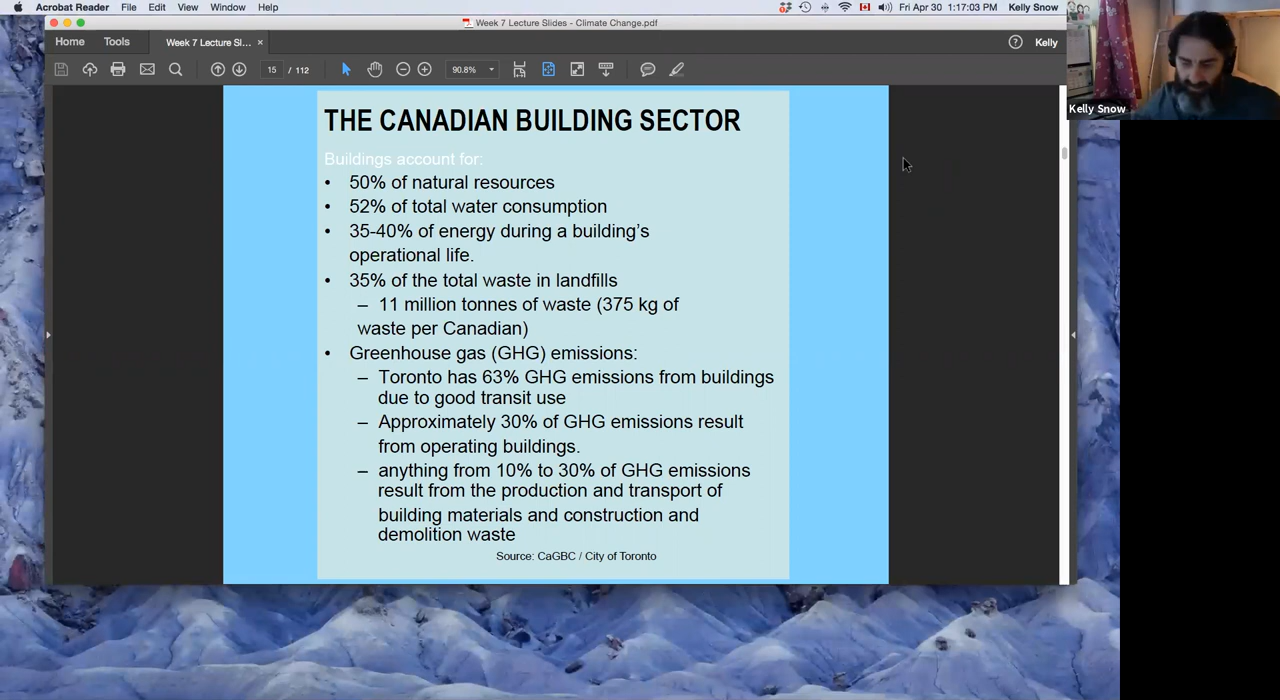 Acrobat Reader File Edit View Window Help Fri Apr 30 1:17:03 PM Kelly Snow
Week 7 Lecture Slides - Climate Change.pdf
Home Tools Week 7 Lecture Sl... × Kelly
15 / 112 90.8%
Kelly Snow
THE CANADIAN BUILDING SECTOR
Buildings account for:
• 50% of natural resources
• 52% of total water consumption
• 35-40% of energy during a building’s
operational life.
• 35% of the total waste in landfills
– 11 million tonnes of waste (375 kg of
waste per Canadian)
• Greenhouse gas (GHG) emissions:
– Toronto has 63% GHG emissions from buildings
due to good transit use
– Approximately 30% of GHG emissions result
from operating buildings.
– anything from 10% to 30% of GHG emissions
result from the production and transport of
building materials and construction and
demolition waste
Source: CaGBC / City of Toronto